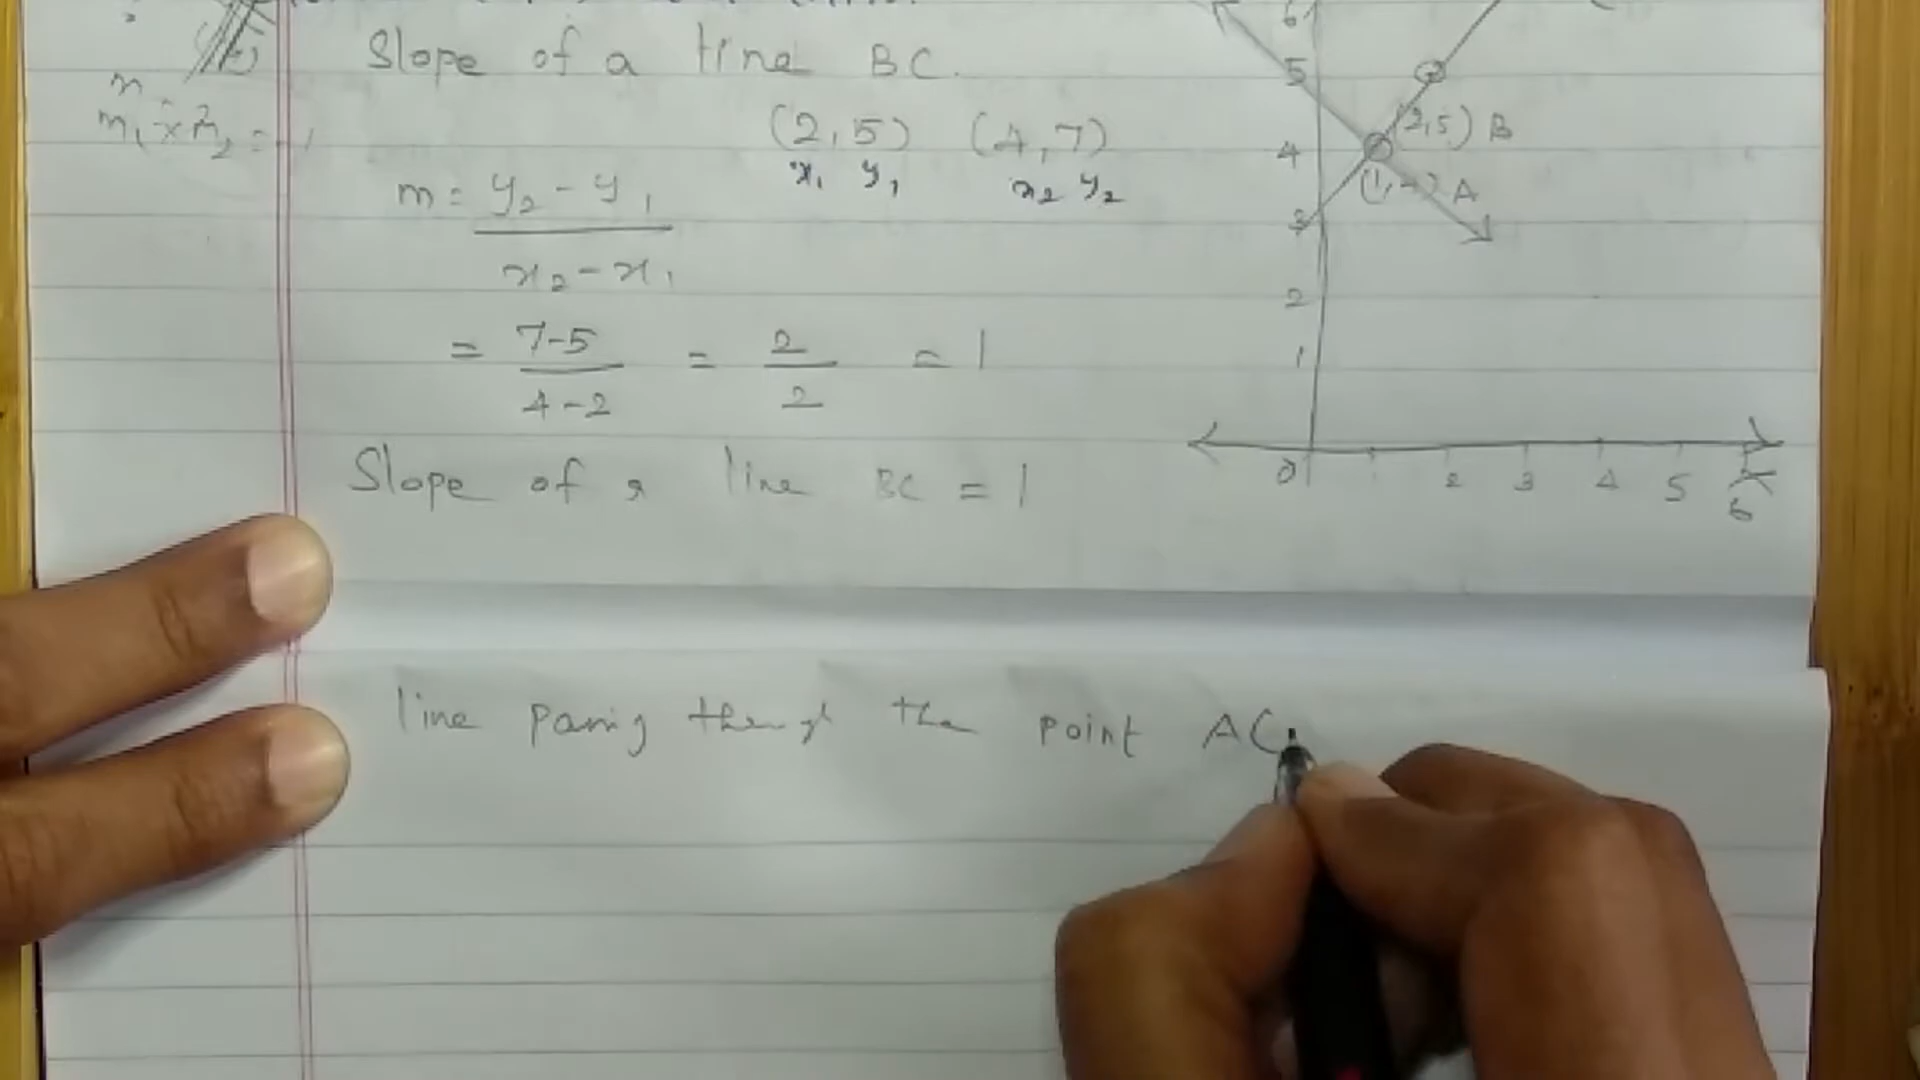 Slope of a line BC.
m₁ × m₂ = -1
(2,5) (4,7)
x₁ y₁ x₂ y₂
m = y₂ - y₁
x₂ - x₁
= 7-5 = 2 = 1
4-2 2
Slope of a line BC = 1
line the point A(
6
5
4
3
2
1
0 2 3 4 5 6
X
(2,5) B
A